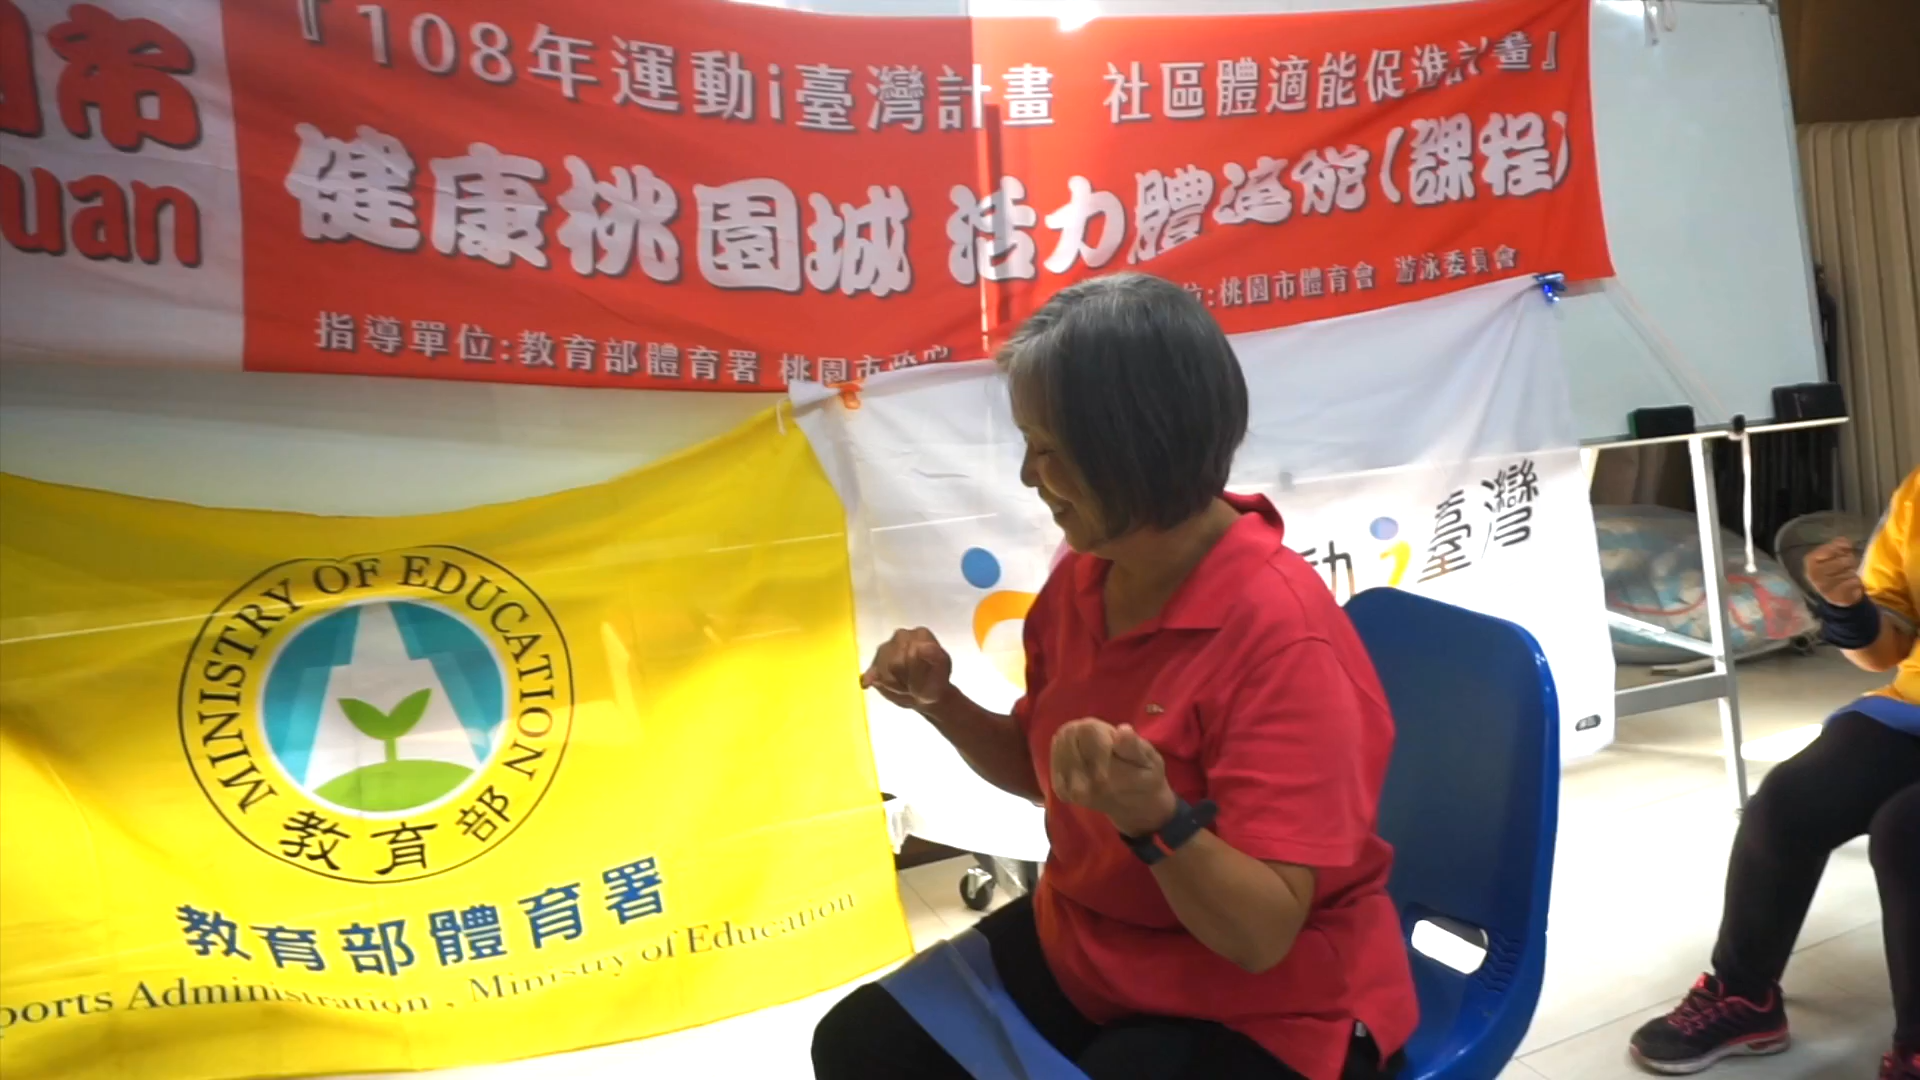 『108年運動i臺灣計畫 社區體適能促進計畫』
市
uan
健康桃園城 活力體適能(課程)
指導單位:教育部體育署 桃園市政府
位:桃園市體育會 游泳委員會
動i臺灣
MINISTRY OF EDUCATION
教育部
教育部體育署
ports Administration , Ministry of Education